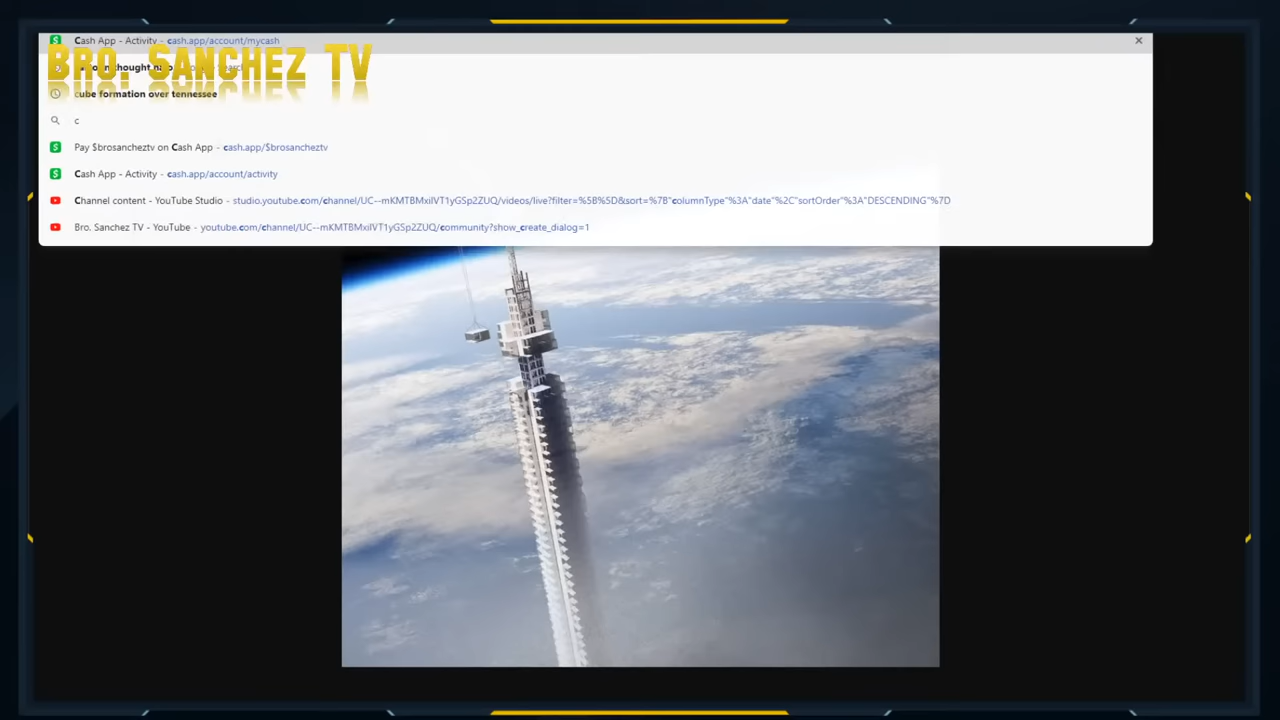 Cash App - Activity - cash.app/account/mycash
BRO. SANCHEZ TV
cube formation over tennessee
c
Pay $brosancheztv on Cash App - cash.app/$brosancheztv
Cash App - Activity - cash.app/account/activity
Channel content - YouTube Studio - studio.youtube.com/channel/UC--mKMTBMxiIVT1yGSp2ZUQ/videos/live?filter=%5B%5D&sort=%7B"columnType"%3A"date"%2C"sortOrder"%3A"DESCENDING"%7D
Bro. Sanchez TV - YouTube - youtube.com/channel/UC--mKMTBMxiIVT1yGSp2ZUQ/community?show_create_dialog=1